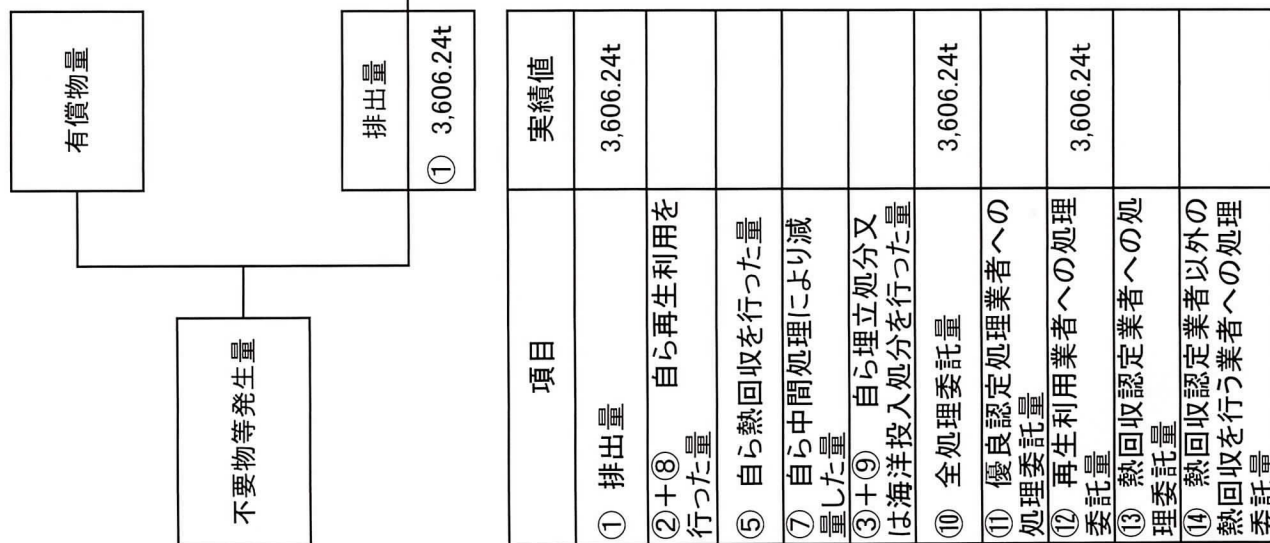 不要物等発生量
有償物量
排出量
① 3,606.24t
項目
実績値
① 排出量
3,606.24t
②+⑧ 自ら再生利用を
行った量
⑤ 自ら熱回収を行った量
⑦ 自ら中間処理により減
量した量
③+⑨ 自ら埋立処分又
は海洋投入処分を行った量
⑩ 全処理委託量
3,606.24t
⑪ 優良認定処理業者への
処理委託量
⑫ 再生利用業者への処理
委託量
3,606.24t
⑬ 熱回収認定業者への処
理委託量
⑭ 熱回収認定業者以外の
熱回収を行う業者への処理
委託量